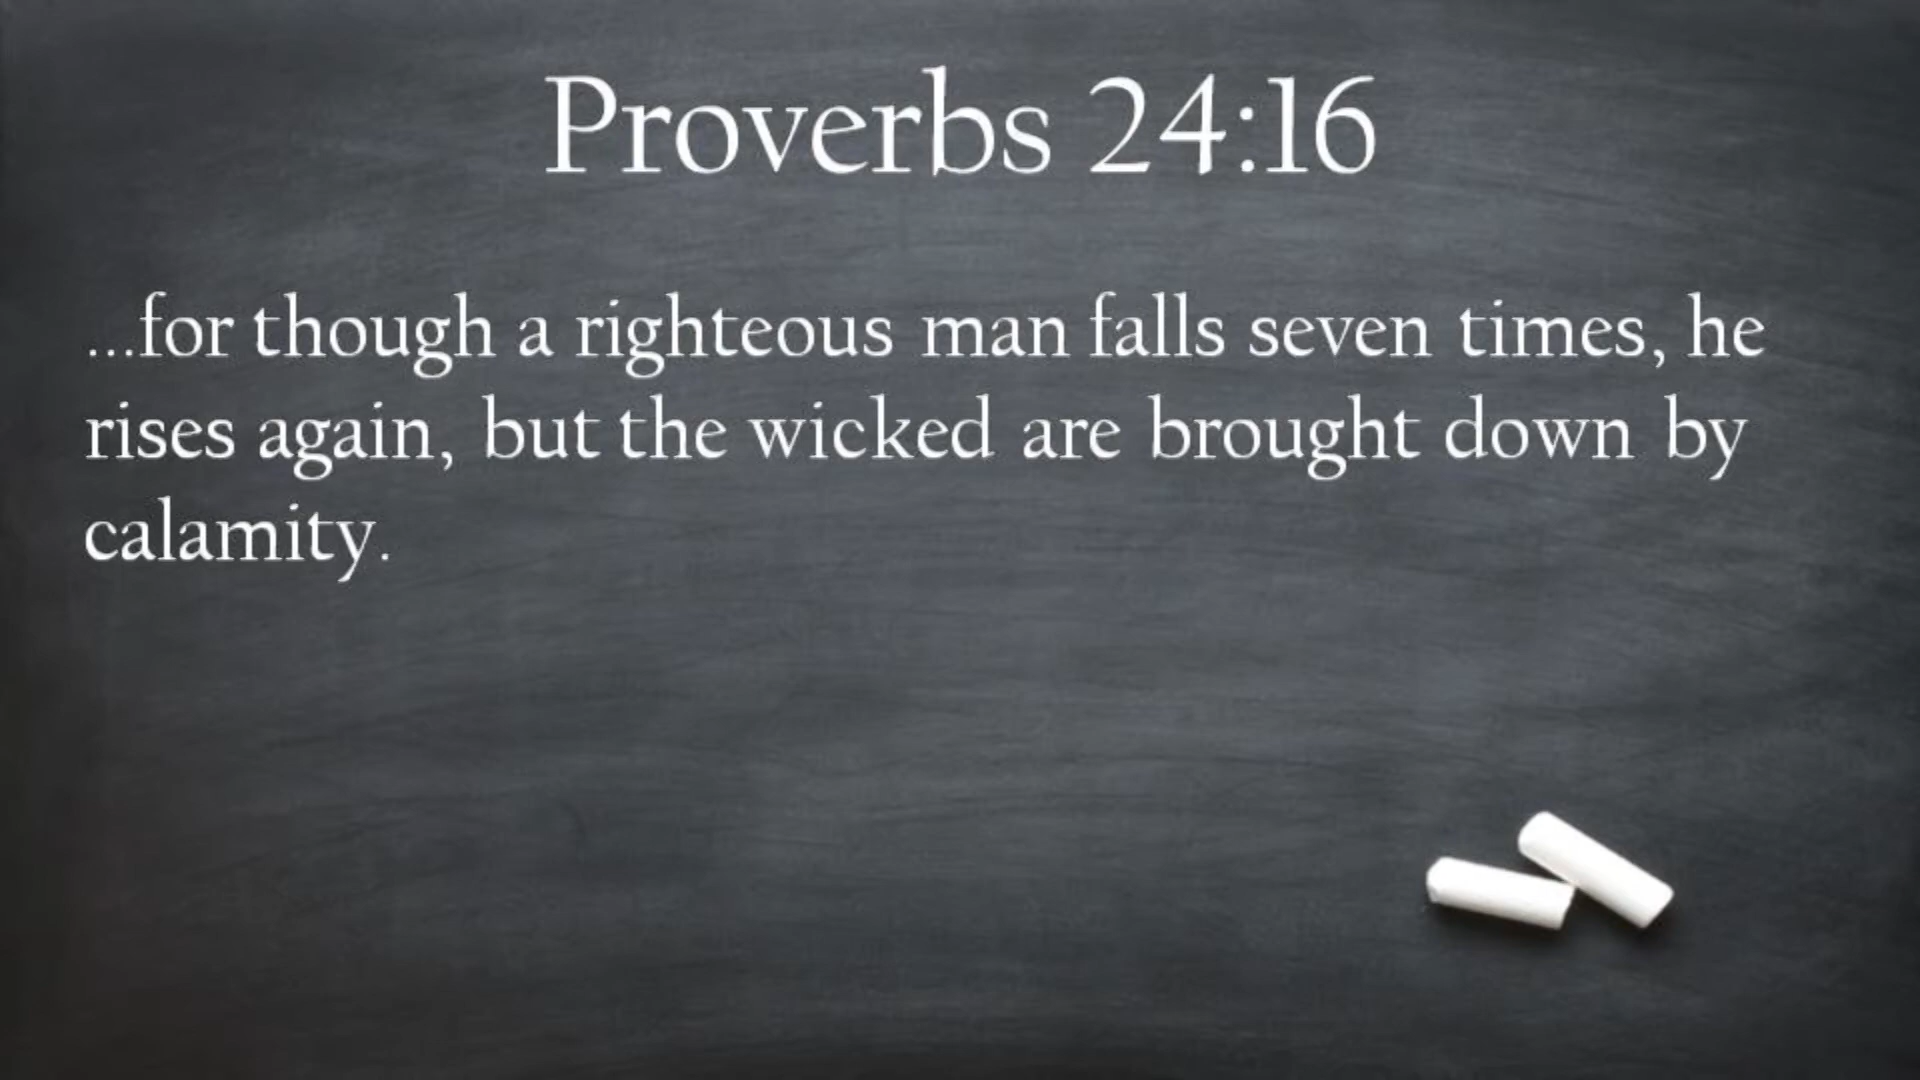 Proverbs 24:16
...for though a righteous man falls seven times, he
rises again, but the wicked are brought down by
calamity.